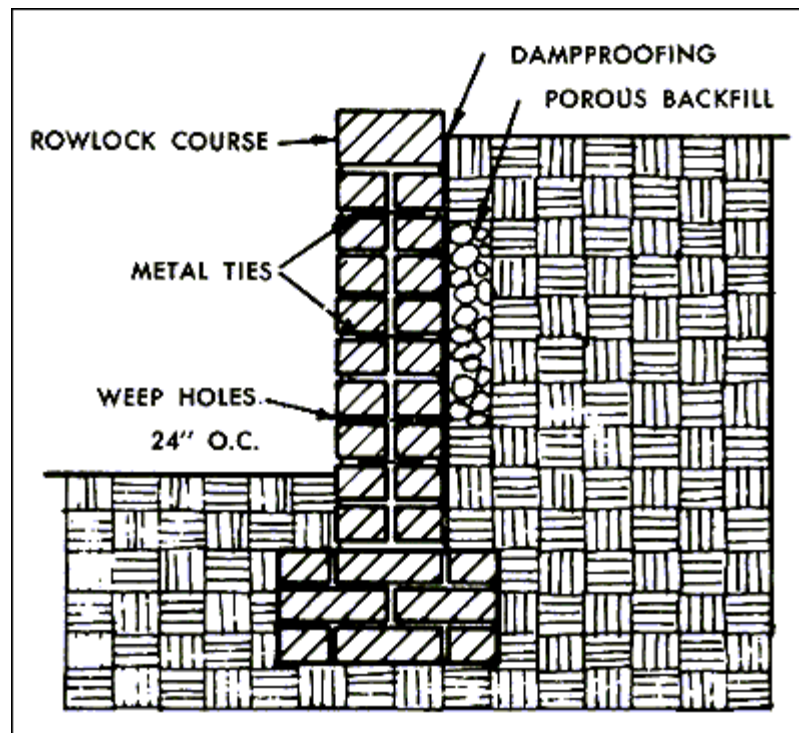 DAMPPROOFING
POROUS BACKFILL
ROWLOCK COURSE
METAL TIES
WEEP HOLES
24" O.C.